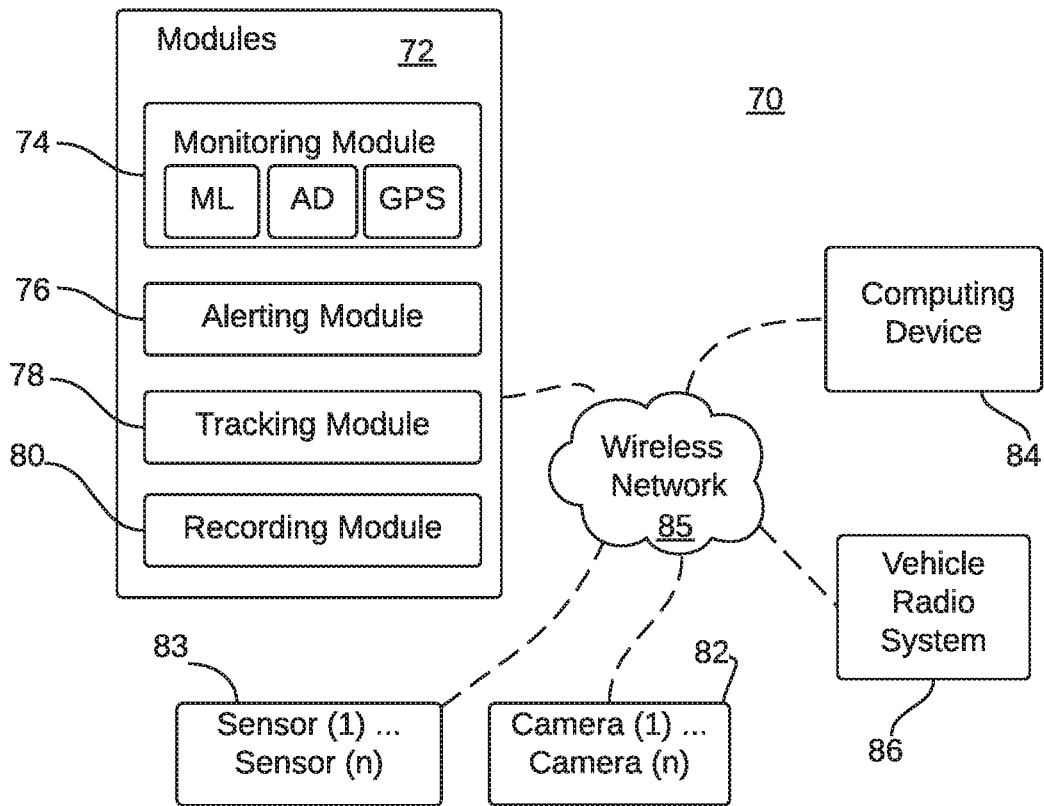 Modules
72
70
74
Monitoring Module
ML
AD
GPS
76
Alerting Module
Computing
Device
78
Tracking Module
84
Wireless
Network
85
80
Recording Module
Vehicle
Radio
System
86
83
Sensor (1) ...
Sensor (n)
82
Camera (1) ...
Camera (n)